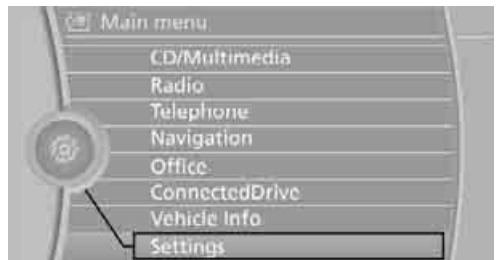 Main menu
CD/Multimedia
Radio
Telephone
Navigation
Office
ConnectedDrive
Vehicle Info
Settings